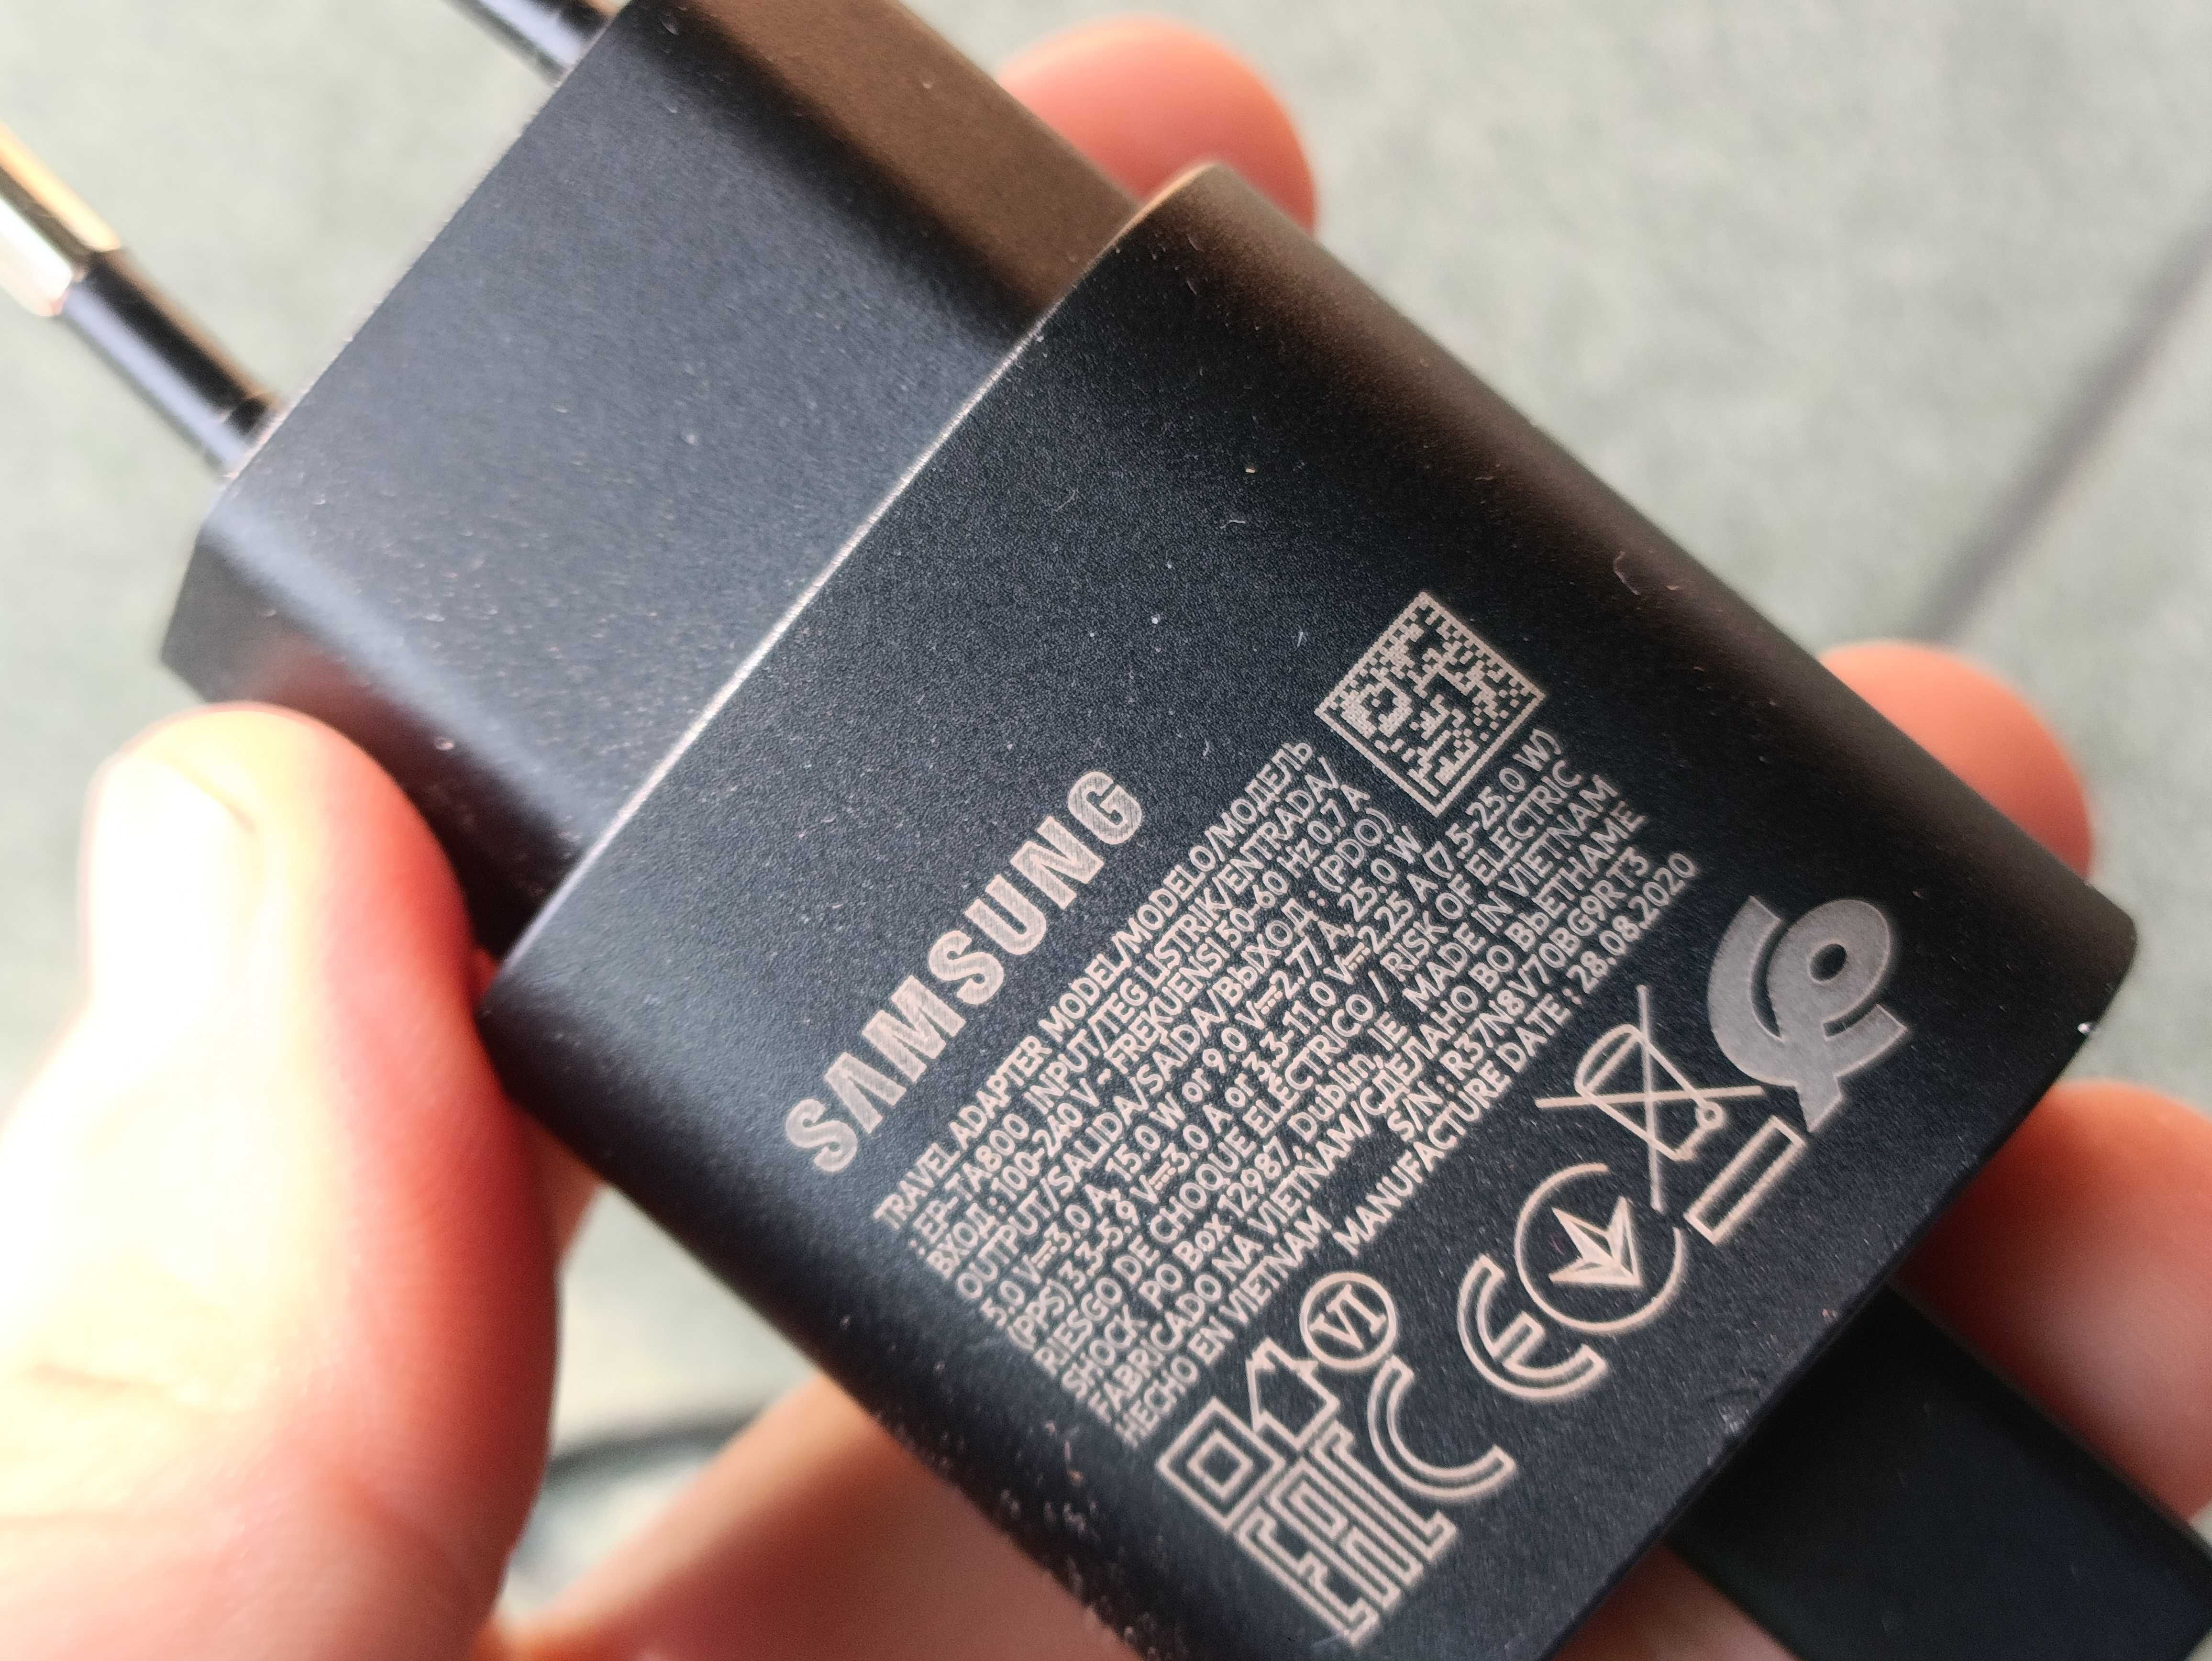 SAMSUNG
TRAVEL ADAPTER MODEL/MODELO/МОДЕЛЬ
: EP-TA800 INPUT/TEG LISTRIK/ENTRADA/
ВХОД : 100-240 V ~ FREKUENSI 50-60 Hz 0.7 A
OUTPUT/SALIDA/SAIDA/ВЫХОД : (PDO)
5.0 V⎓3.0 A, 15.0 W or 9.0 V⎓2.77 A, 25.0 W
(PPS) 3.3-5.9 V⎓3.0 A or 3.3-11.0 V⎓2.25 A (7.5-25.0 W)
RIESGO DE CHOQUE ELECTRICO / RISK OF ELECTRIC
SHOCK PO Box 12987, Dublin, IE MADE IN VIETNAM
FABRICADO NA VIETNAM/СДЕЛАНО ВО ВЬЕТНАМЕ
HECHO EN VIETNAM S/N : R37N8V70BG9RT3
MANUFACTURE DATE : 28.08.2020
VI
CE
EAC